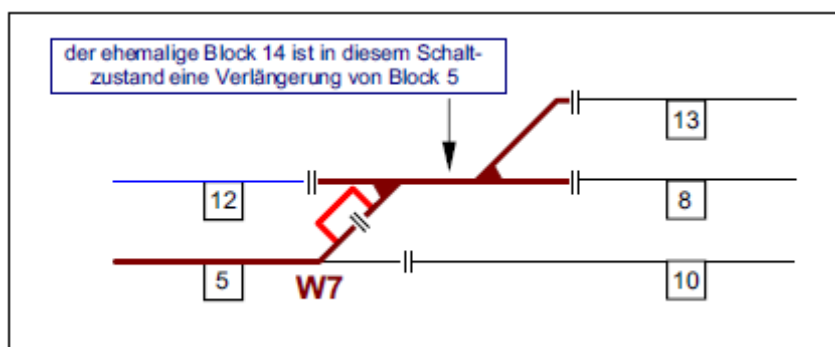 der ehemalige Block 14 ist in diesem Schalt-
zustand eine Verlängerung von Block 5
13
12
8
5
W7
10